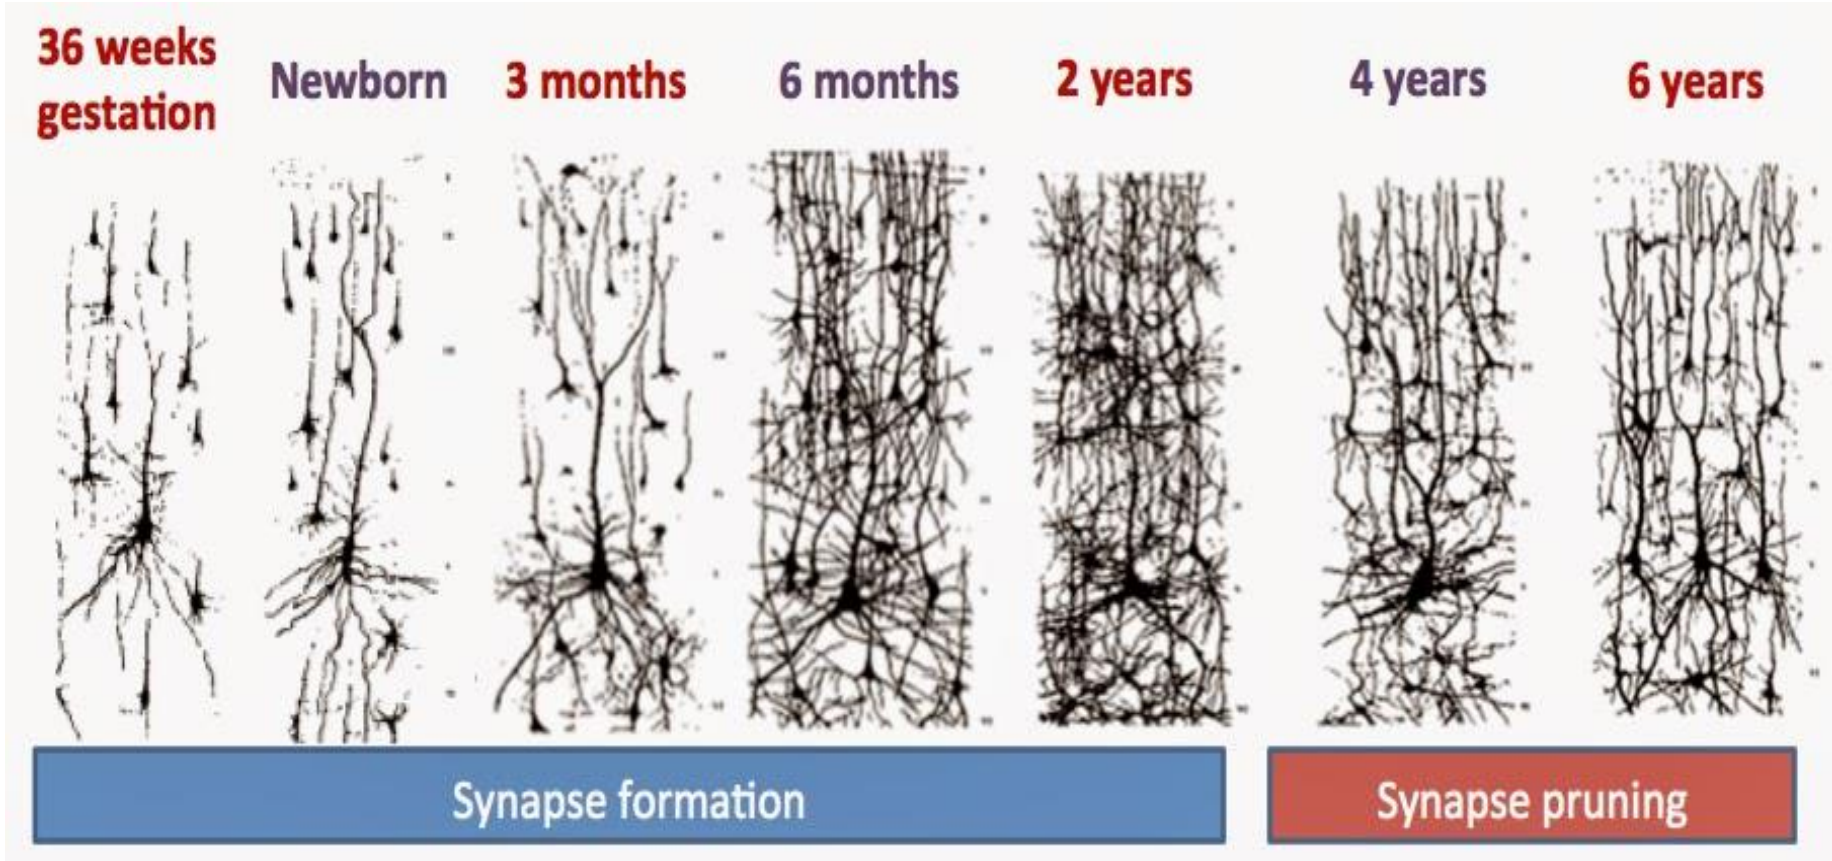 36 weeks
gestation
Newborn
3 months
6 months
2 years
4 years
6 years
Synapse formation
Synapse pruning